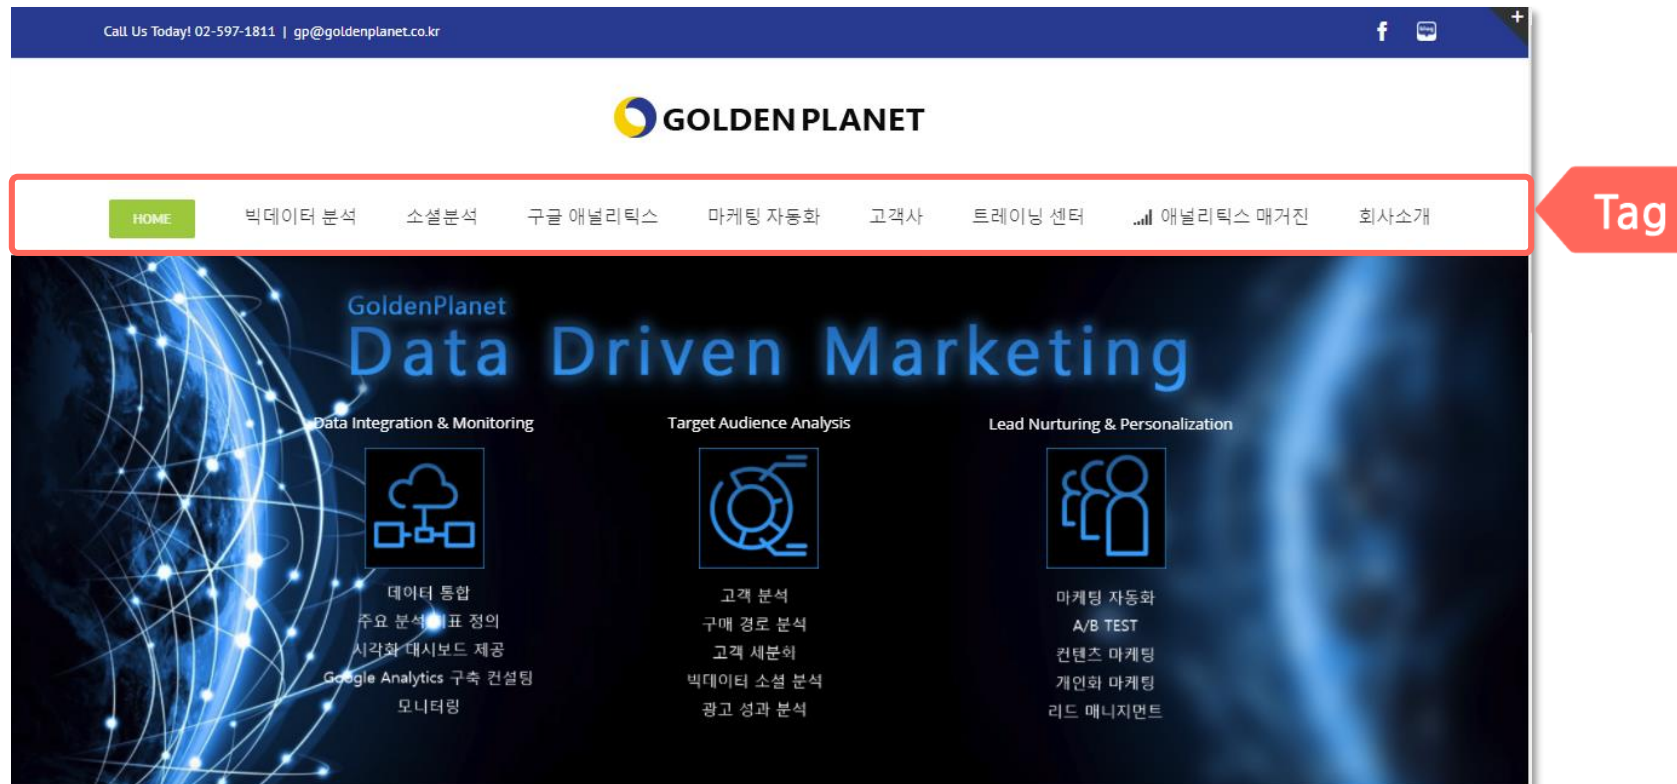 Call Us Today! 02-597-1811 | gp@goldenplanet.co.kr
GOLDEN PLANET
HOME 빅데이터 분석 소셜분석 구글 애널리틱스 마케팅 자동화 고객사 트레이닝 센터 애널리틱스 매거진 회사소개
Tag
GoldenPlanet
Data Driven Marketing
Data Integration & Monitoring
데이터 통합
주요 분석 지표 정의
시각화 대시보드 제공
Google Analytics 구축 컨설팅
모니터링
Target Audience Analysis
고객 분석
구매 경로 분석
고객 세분화
빅데이터 소셜 분석
광고 성과 분석
Lead Nurturing & Personalization
마케팅 자동화
A/B TEST
컨텐츠 마케팅
개인화 마케팅
리드 매니지먼트